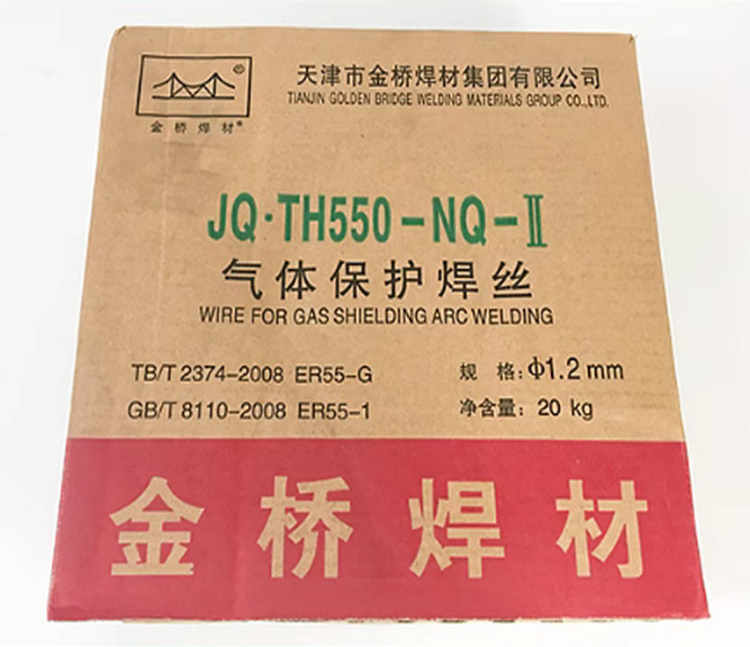 ®
金桥焊材®
天津市金桥焊材集团有限公司
TIANJIN GOLDEN BRIDGE WELDING MATERIALS GROUP CO.,LTD.
JQ·TH550-NQ-Ⅱ
气体保护焊丝
WIRE FOR GAS SHIELDING ARC WELDING
TB/T 2374-2008 ER55-G 规 格: Φ1.2mm
GB/T 8110-2008 ER55-1 净含量: 20 kg
金桥焊材